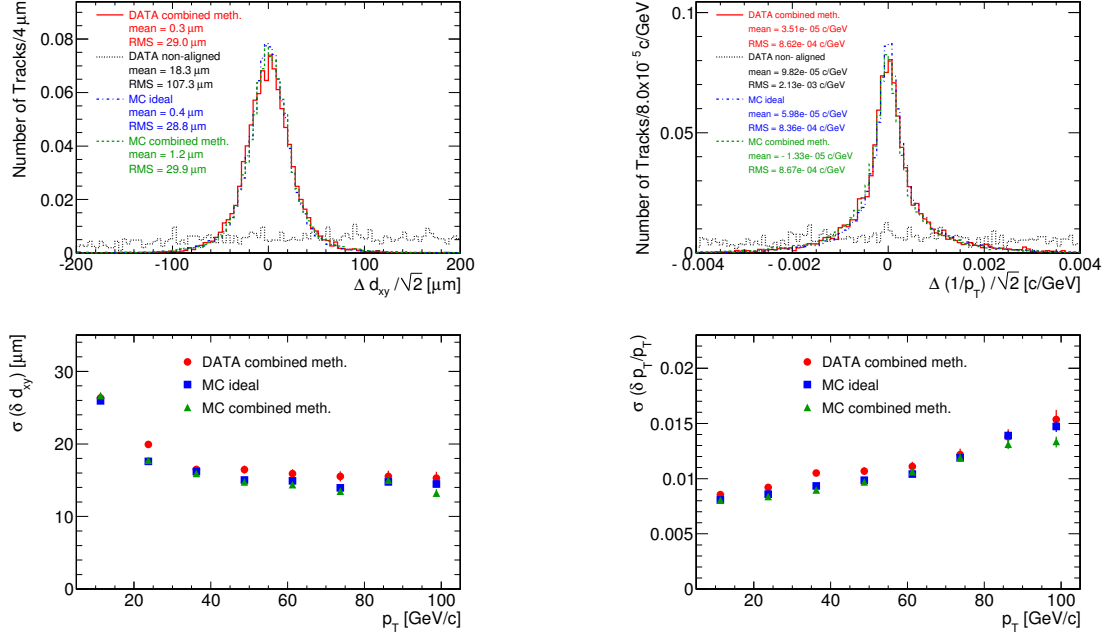 Number of Tracks/4 μm
0.08
0.06
0.04
0.02
0
DATA combined meth.
mean = 0.3 μm
RMS = 29.0 μm
DATA non-aligned
mean = 18.3 μm
RMS = 107.3 μm
MC ideal
mean = 0.4 μm
RMS = 28.8 μm
MC combined meth.
mean = 1.2 μm
RMS = 29.9 μm
-200 -100 0 100 200
Δ d_xy /√2 [μm]
Number of Tracks/8.0x10^-5 c/GeV
0.1
0.05
0
DATA combined meth.
mean = 3.51e- 05 c/GeV
RMS = 8.62e- 04 c/GeV
DATA non- aligned
mean = 9.82e- 05 c/GeV
RMS = 2.13e- 03 c/GeV
MC ideal
mean = 5.98e- 05 c/GeV
RMS = 8.36e- 04 c/GeV
MC combined meth.
mean = - 1.33e- 05 c/GeV
RMS = 8.67e- 04 c/GeV
- 0.004 - 0.002 0 0.002 0.004
Δ (1/p_T) /√2 [c/GeV]
σ (δ d_xy) [μm]
30
20
10
0
DATA combined meth.
MC ideal
MC combined meth.
20 40 60 80 100
p_T [GeV/c]
σ (δ p_T/p_T)
0.02
0.015
0.01
0.005
0
DATA combined meth.
MC ideal
MC combined meth.
20 40 60 80 100
p_T [GeV/c]